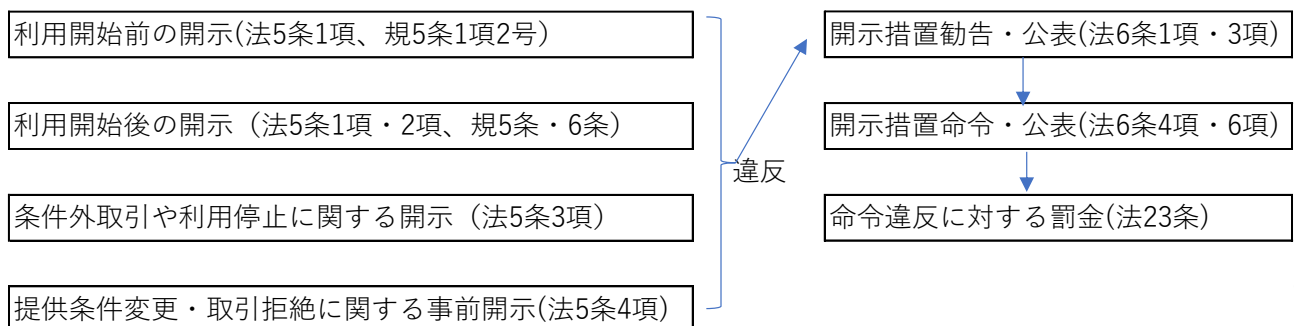 利用開始前の開示(法5条1項、規5条1項2号)
利用開始後の開示（法5条1項・2項、規5条・6条）
条件外取引や利用停止に関する開示（法5条3項）
提供条件変更・取引拒絶に関する事前開示(法5条4項)
違反
開示措置勧告・公表(法6条1項・3項)
開示措置命令・公表(法6条4項・6項)
命令違反に対する罰金(法23条)